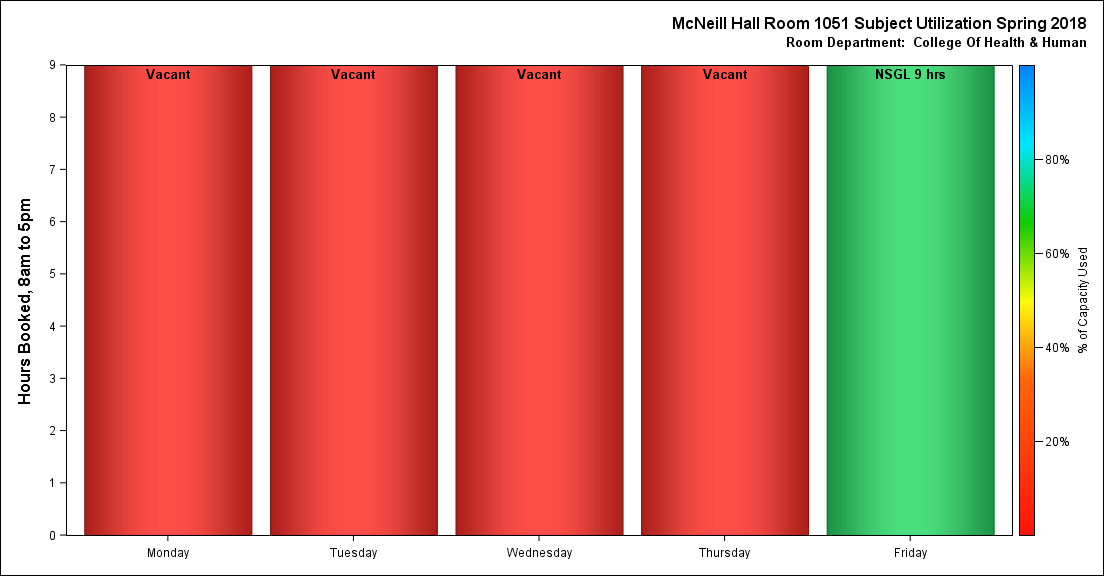 McNeill Hall Room 1051 Subject Utilization Spring 2018
Room Department:  College Of Health & Human
Hours Booked, 8am to 5pm
9
8
7
6
5
4
3
2
1
0
Vacant
Vacant
Vacant
Vacant
NSGL 9 hrs
Monday
Tuesday
Wednesday
Thursday
Friday
80%
60%
40%
20%
% of Capacity Used